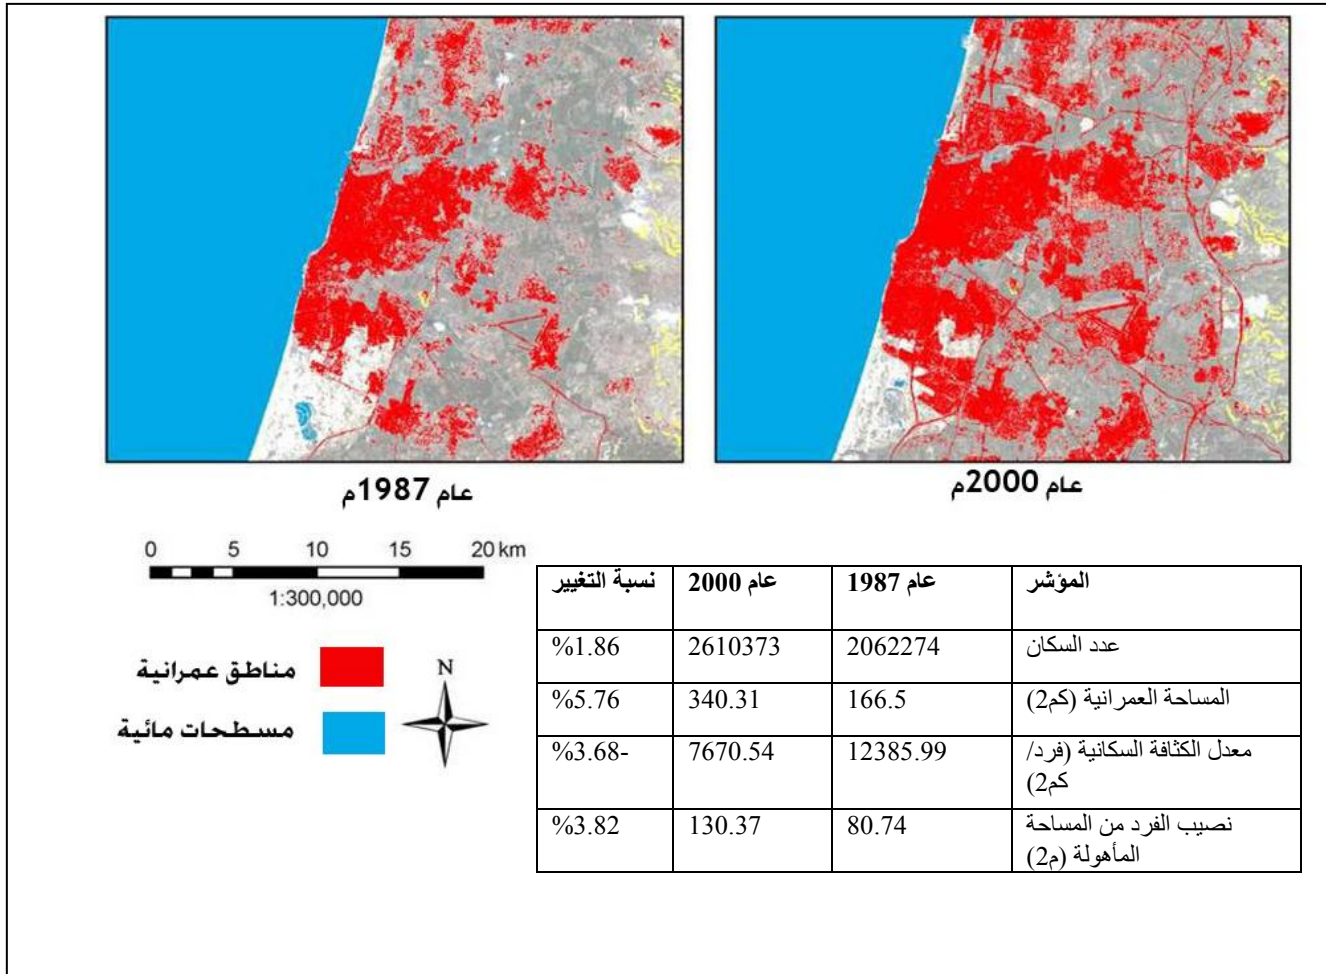 عام 1987م
عام 2000م
0 5 10 15 20 km
1:300,000
مناطق عمرانية
مسطحات مائية
N
المؤشر عام 1987 عام 2000 نسبة التغيير
عدد السكان 2062274 2610373 %1.86
المساحة العمرانية (كم2) 166.5 340.31 %5.76
معدل الكثافة السكانية (فرد/ 12385.99 7670.54 %3.68-
كم2)
نصيب الفرد من المساحة 80.74 130.37 %3.82
المأهولة (م2)